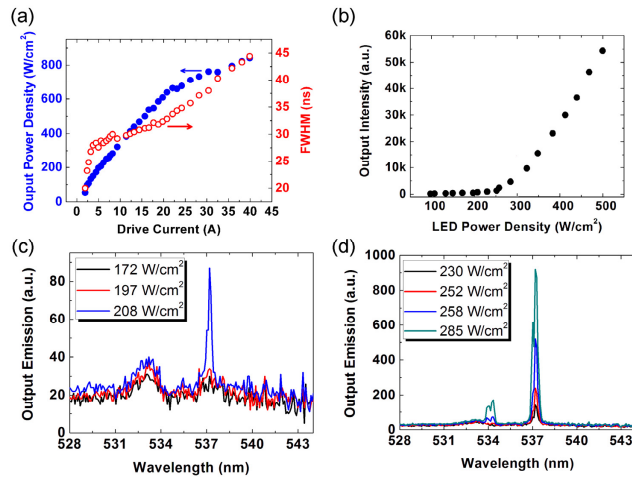 (a)
Ouput Power Density (W/cm²)
800
600
400
200
0
0 5 10 15 20 25 30 35 40 45
Drive Current (A)
45
40
35
30
25
20
FWHM (ns)
(b)
Output Intensity (a.u.)
60k
50k
40k
30k
20k
10k
0
100 200 300 400 500
LED Power Density (W/cm²)
(c)
Output Emission (a.u.)
80
60
40
20
0
172 W/cm²
197 W/cm²
208 W/cm²
528 531 534 537 540 543
Wavelength (nm)
(d)
Output Emission (a.u.)
1000
800
600
400
200
0
230 W/cm²
252 W/cm²
258 W/cm²
285 W/cm²
528 531 534 537 540 543
Wavelength (nm)